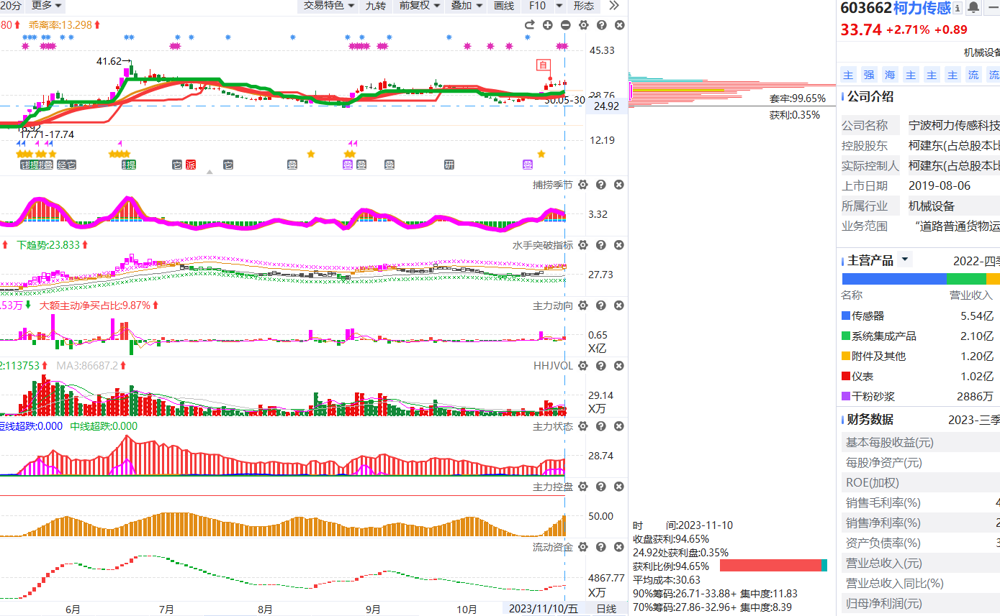 20分 更多 交易特色 九转 前复权 叠加 画线 F10 形态
80 乖离率:13.298
41.62→
自
45.33
28.76
30.05-30
24.92
17.71-17.74
12.19
捕捞季节
3.32
下趋势:23.833 水手突破指标
27.73
.53万 大额主动净买占比:9.87% 主力动向
0.65
X亿
2:113753 MA3:86687.2 HHJVOL
29.14
X万
短线超跌:0.000 中线超跌:0.000 主力状态
28.74
主力控盘
50.00
流动资金
4867.77
X万
6月 7月 8月 9月 10月 2023/11/10/五 日线
套牢:99.65%
获利:0.35%
时 间:2023-11-10
收盘获利:94.65%
24.92处获利盘:0.35%
获利比例:94.65%
平均成本:30.63
90%筹码:26.71-33.88+ 集中度:11.83
70%筹码:27.86-32.96+ 集中度:8.39
603662柯力传感
33.74 +2.71% +0.89
机械设备
主 强 海 主 主 主 流 流
公司介绍
公司名称 宁波柯力传感科技
控股股东 柯建东(占总股本比
实际控制人 柯建东(占总股本比
上市日期 2019-08-06
所属行业 机械设备
业务范围 “道路普通货物运
主营产品 2022-四季
名称 营业收入
传感器 5.54亿
系统集成产品 2.10亿
附件及其他 1.20亿
仪表 1.02亿
干粉砂浆 2886万
财务数据 2023-三季
基本每股收益(元)
每股净资产(元)
ROE(加权)
销售毛利率(%) 4
销售净利率(%) 2
资产负债率(%) 3
营业总收入(元)
营业总收入同比(%)
归母净利润(元)